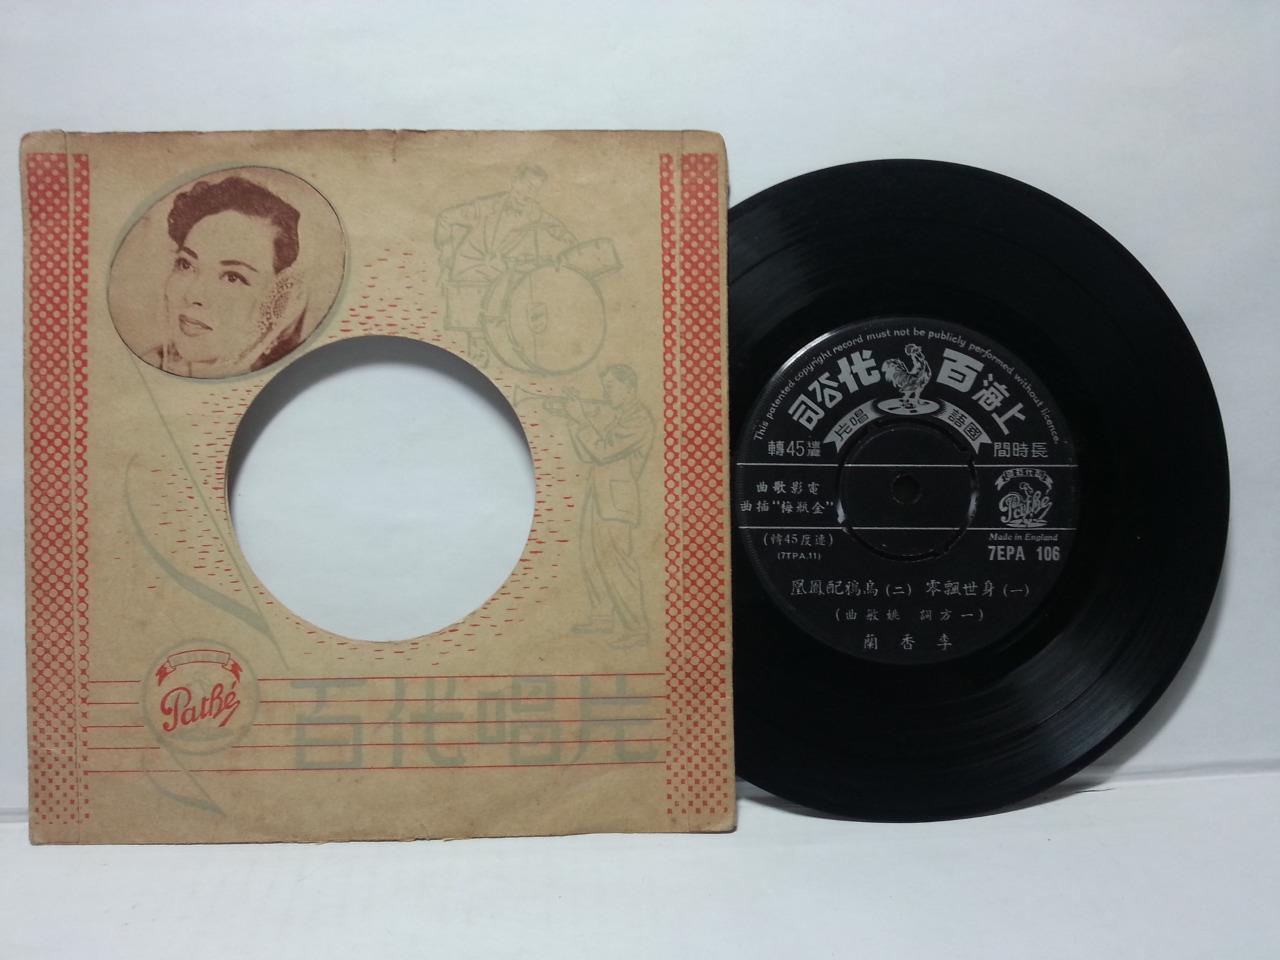 Pathé
百代唱片
This patented copyright record must not be publicly performed without licence.
上海百代公司
國語唱片
長時間
轉45
電影歌曲
"金瓶梅"插曲
Pathé
Made in England
7EPA 106
(速度45轉)
(7TPA.11)
(一)身世飄零 (二)烏鴉配鳳凰
(一方詞 姚敏曲)
李香蘭